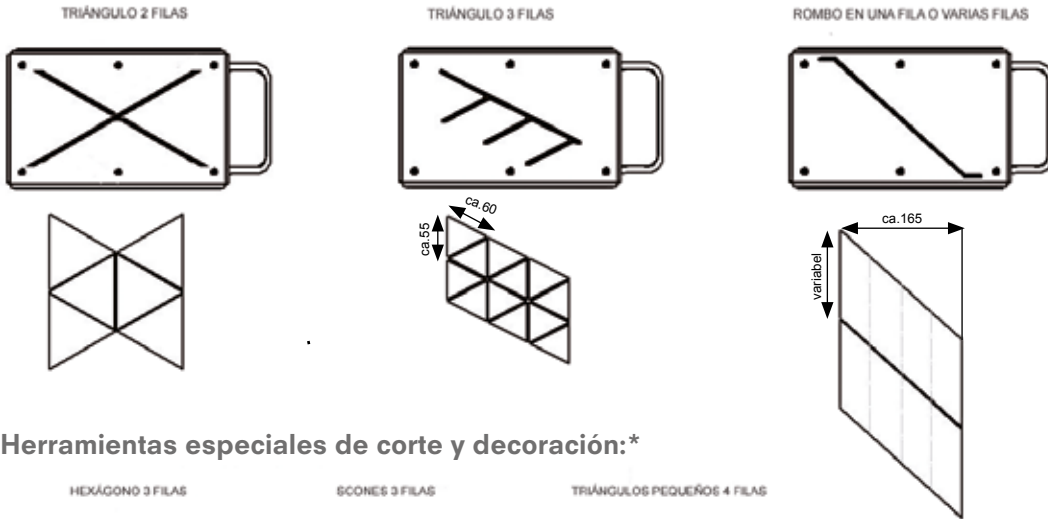 TRIÁNGULO 2 FILAS
TRIÁNGULO 3 FILAS
ROMBO EN UNA FILA O VARIAS FILAS
ca.60
ca.55
ca.165
variabel
Herramientas especiales de corte y decoración:*
HEXÁGONO 3 FILAS
SCONES 3 FILAS
TRIÁNGULOS PEQUEÑOS 4 FILAS